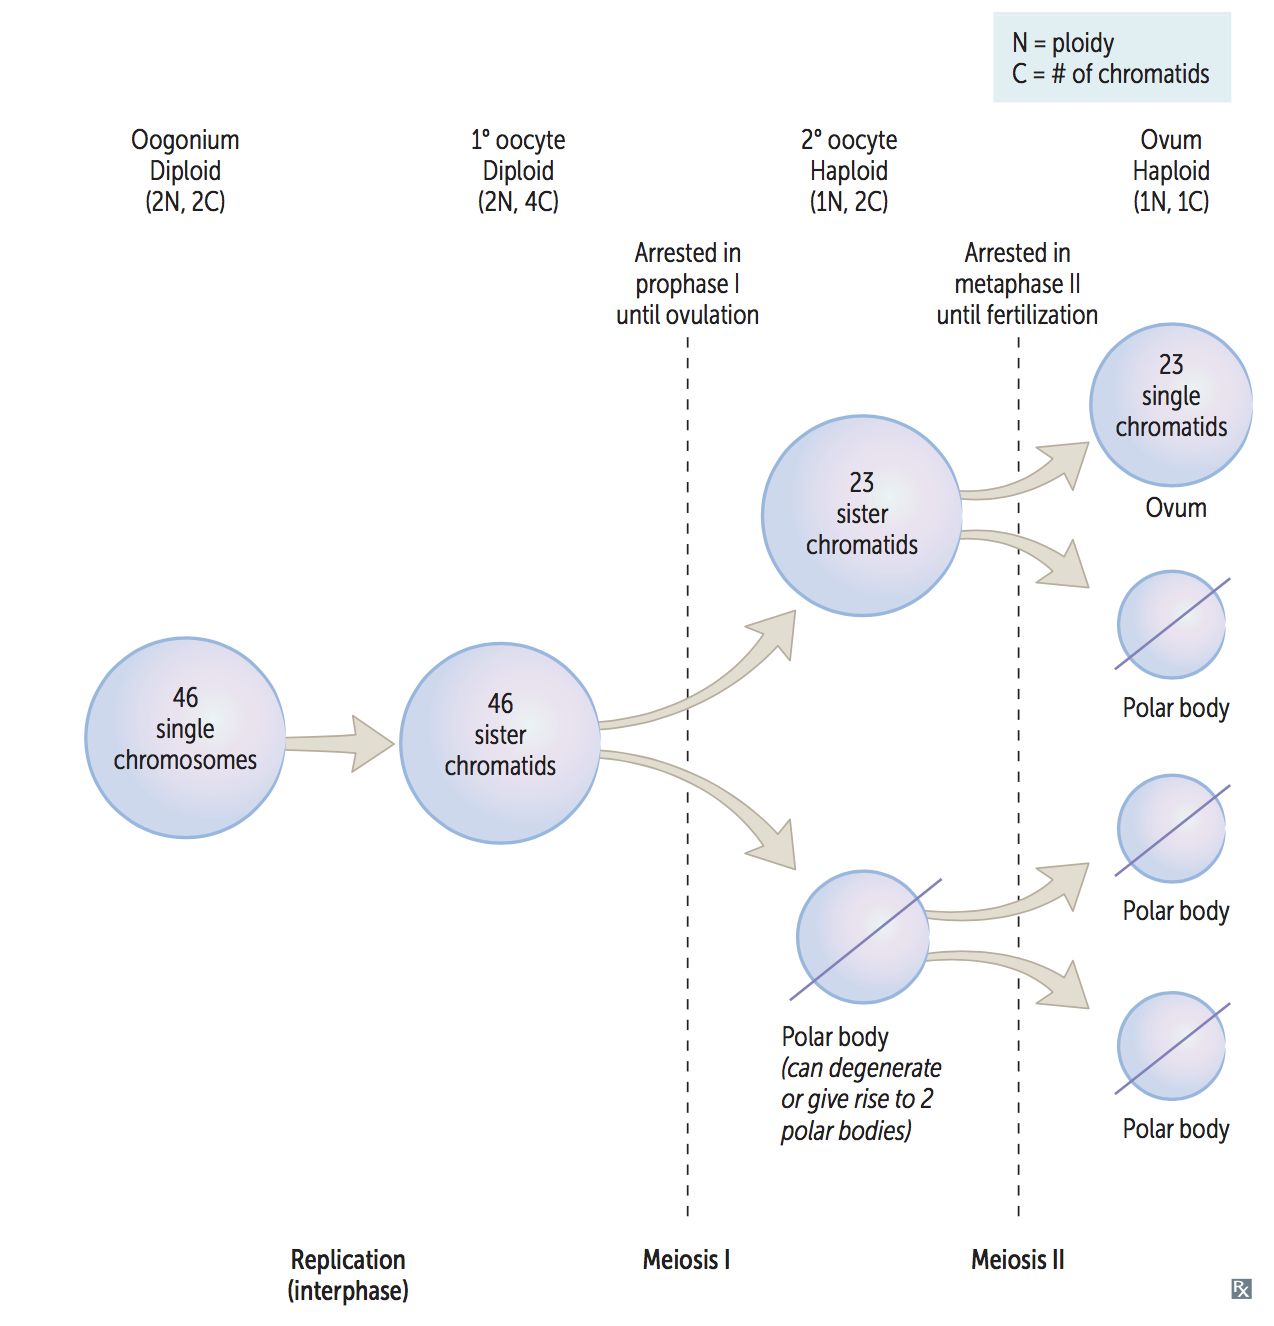 N = ploidy
C = # of chromatids
Oogonium
Diploid
(2N, 2C)
1° oocyte
Diploid
(2N, 4C)
2° oocyte
Haploid
(1N, 2C)
Ovum
Haploid
(1N, 1C)
Arrested in
prophase I
until ovulation
Arrested in
metaphase II
until fertilization
46
single
chromosomes
46
sister
chromatids
23
sister
chromatids
23
single
chromatids
Ovum
Polar body
Polar body
Polar body
(can degenerate
or give rise to 2
polar bodies)
Polar body
Replication
(interphase)
Meiosis I
Meiosis II
Rx